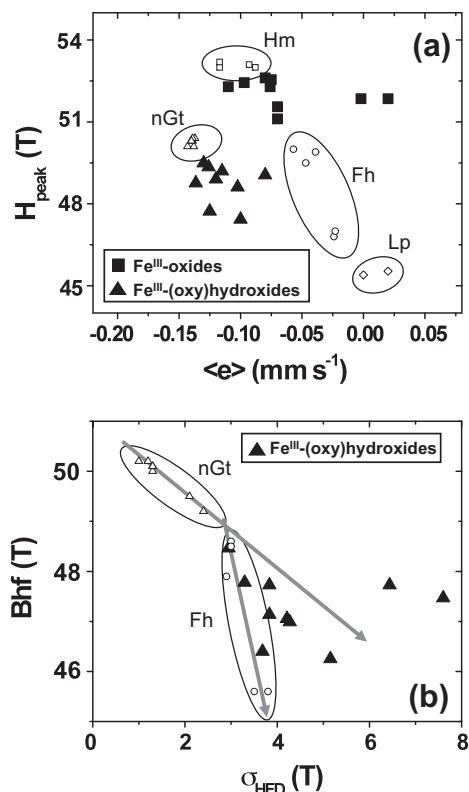 (a)
Hm
nGt
Fh
Lp
54
51
48
45
H_peak (T)
■ Fe^III-oxides
▲ Fe^III-(oxy)hydroxides
-0.20 -0.15 -0.10 -0.05 0.00 0.05
<e> (mm s^-1)
▲ Fe^III-(oxy)hydroxides
nGt
Fh
50
48
46
Bhf (T)
(b)
0 2 4 6 8
σ_HFD (T)